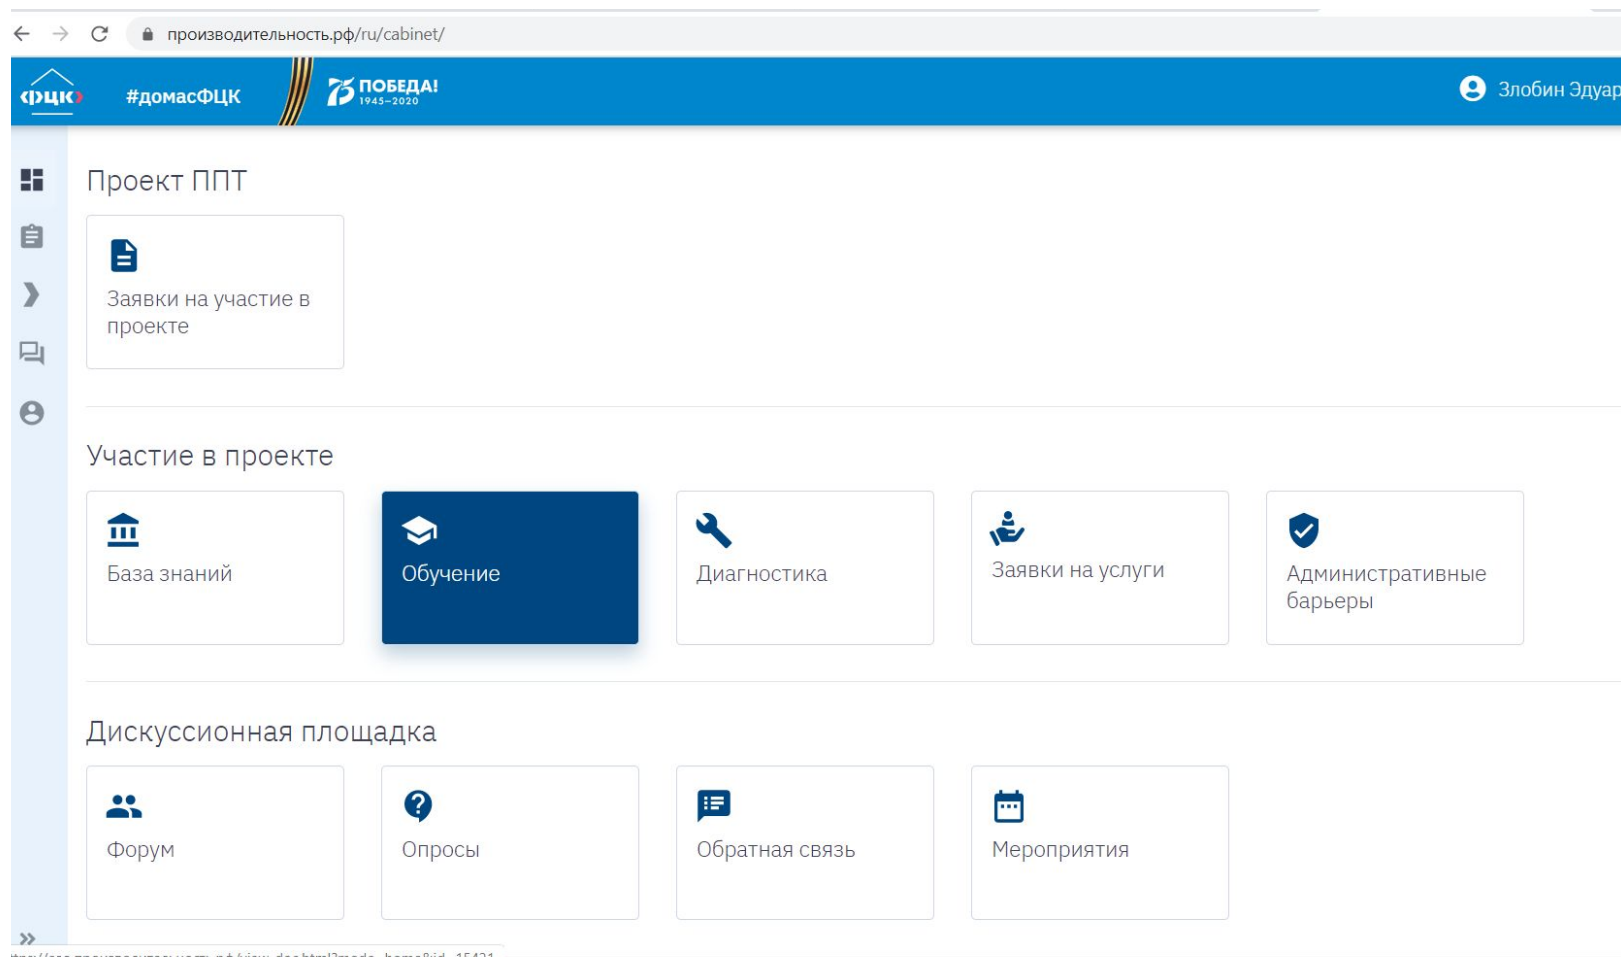 производительность.рф/ru/cabinet/
‹РЦК› #домасФЦК 75 ПОБЕДА!
1945–2020
Злобин Эдуар
Проект ППТ
Заявки на участие в
проекте
Участие в проекте
База знаний
Обучение
Диагностика
Заявки на услуги
Административные
барьеры
Дискуссионная площадка
Форум
Опросы
Обратная связь
Мероприятия